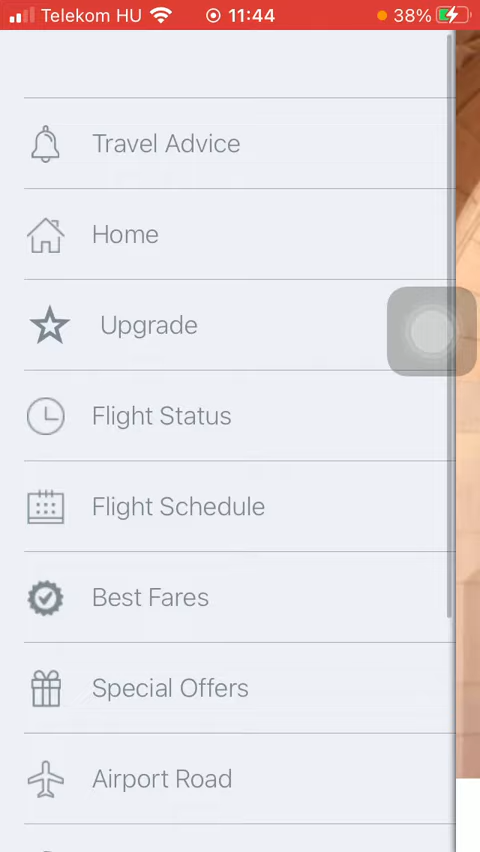 Telekom HU 11:44 38%
Travel Advice
Home
Upgrade
Flight Status
Flight Schedule
Best Fares
Special Offers
Airport Road